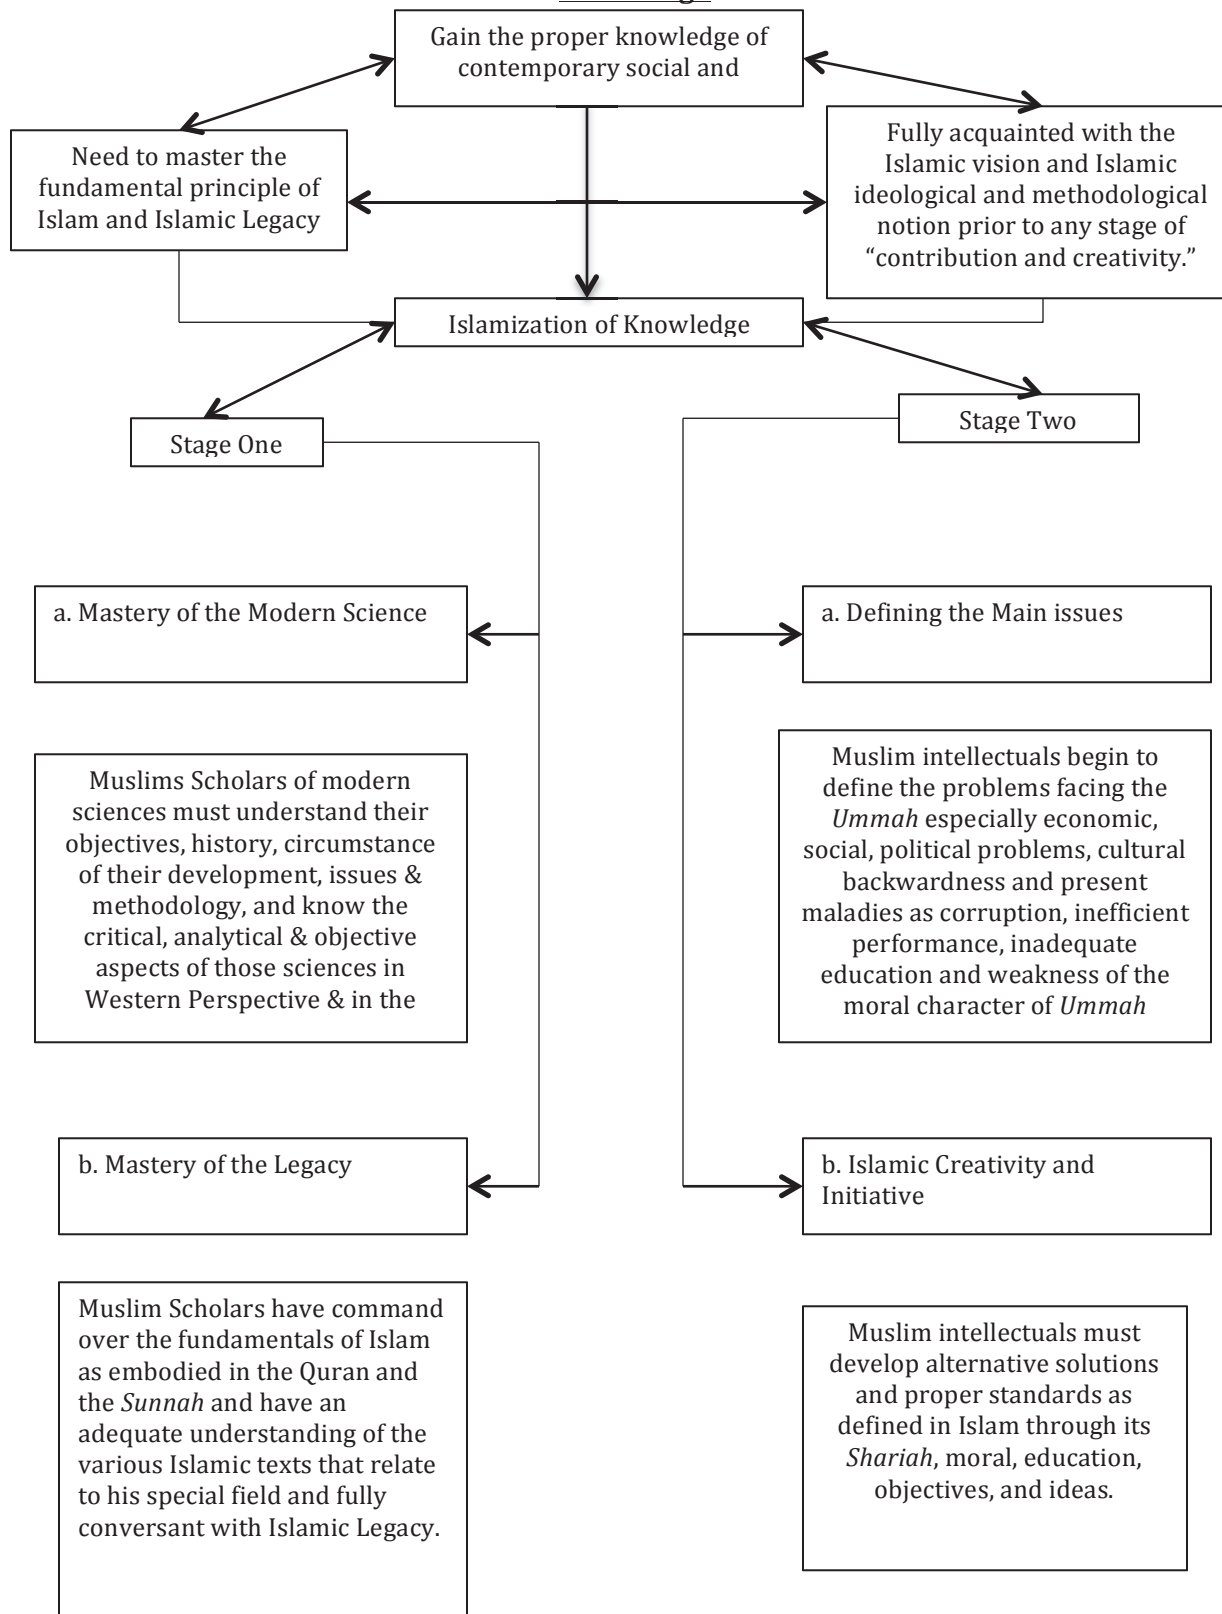 Gain the proper knowledge of
contemporary social and
Need to master the
fundamental principle of
Islam and Islamic Legacy
Fully acquainted with the
Islamic vision and Islamic
ideological and methodological
notion prior to any stage of
“contribution and creativity.”
Islamization of Knowledge
Stage One
Stage Two
a. Mastery of the Modern Science
a. Defining the Main issues
Muslims Scholars of modern
sciences must understand their
objectives, history, circumstance
of their development, issues &
methodology, and know the
critical, analytical & objective
aspects of those sciences in
Western Perspective & in the
Muslim intellectuals begin to
define the problems facing the
Ummah especially economic,
social, political problems, cultural
backwardness and present
maladies as corruption, inefficient
performance, inadequate
education and weakness of the
moral character of Ummah
b. Mastery of the Legacy
b. Islamic Creativity and
Initiative
Muslim Scholars have command
over the fundamentals of Islam
as embodied in the Quran and
the Sunnah and have an
adequate understanding of the
various Islamic texts that relate
to his special field and fully
conversant with Islamic Legacy.
Muslim intellectuals must
develop alternative solutions
and proper standards as
defined in Islam through its
Shariah, moral, education,
objectives, and ideas.